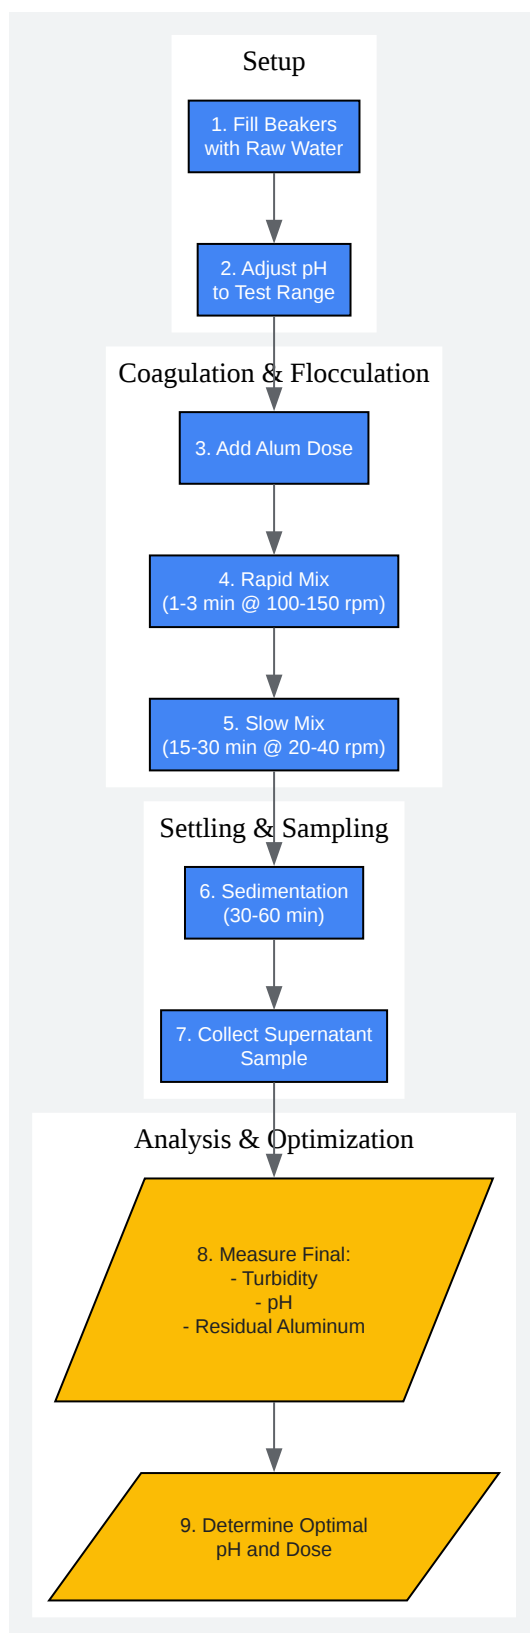 Setup
1. Fill Beakers
with Raw Water
2. Adjust pH
to Test Range
Coagulation & Flocculation
3. Add Alum Dose
4. Rapid Mix
(1-3 min @ 100-150 rpm)
5. Slow Mix
(15-30 min @ 20-40 rpm)
Settling & Sampling
6. Sedimentation
(30-60 min)
7. Collect Supernatant
Sample
Analysis & Optimization
8. Measure Final:
- Turbidity
- pH
- Residual Aluminum
9. Determine Optimal
pH and Dose